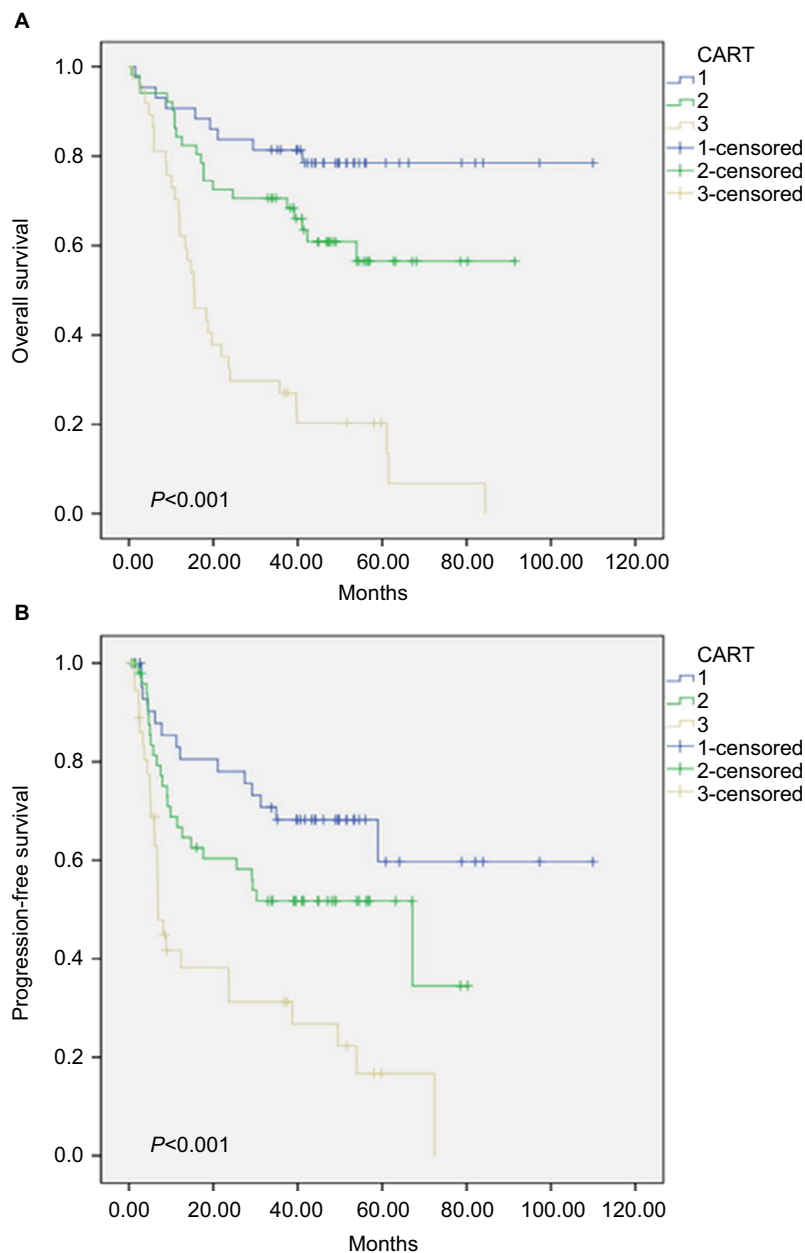 A
CART
1
2
3
1-censored
2-censored
3-censored
1.0
0.8
0.6
0.4
0.2
0.0
Overall survival
P<0.001
0.00 20.00 40.00 60.00 80.00 100.00 120.00
Months
B
CART
1
2
3
1-censored
2-censored
3-censored
1.0
0.8
0.6
0.4
0.2
0.0
Progression-free survival
P<0.001
0.00 20.00 40.00 60.00 80.00 100.00 120.00
Months